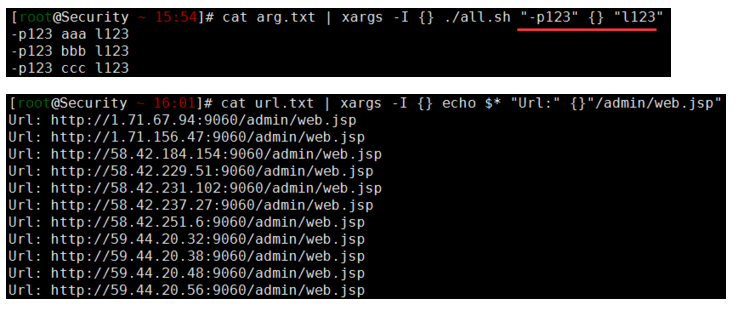 [root@Security ~ 15:54]# cat arg.txt | xargs -I {} ./all.sh "-p123" {} "l123"
-p123 aaa l123
-p123 bbb l123
-p123 ccc l123
[root@Security ~ 16:01]# cat url.txt | xargs -I {} echo $* "Url:" {}"/admin/web.jsp"
Url: http://1.71.67.94:9060/admin/web.jsp
Url: http://1.71.156.47:9060/admin/web.jsp
Url: http://58.42.184.154:9060/admin/web.jsp
Url: http://58.42.229.51:9060/admin/web.jsp
Url: http://58.42.231.102:9060/admin/web.jsp
Url: http://58.42.237.27:9060/admin/web.jsp
Url: http://58.42.251.6:9060/admin/web.jsp
Url: http://59.44.20.32:9060/admin/web.jsp
Url: http://59.44.20.38:9060/admin/web.jsp
Url: http://59.44.20.48:9060/admin/web.jsp
Url: http://59.44.20.56:9060/admin/web.jsp